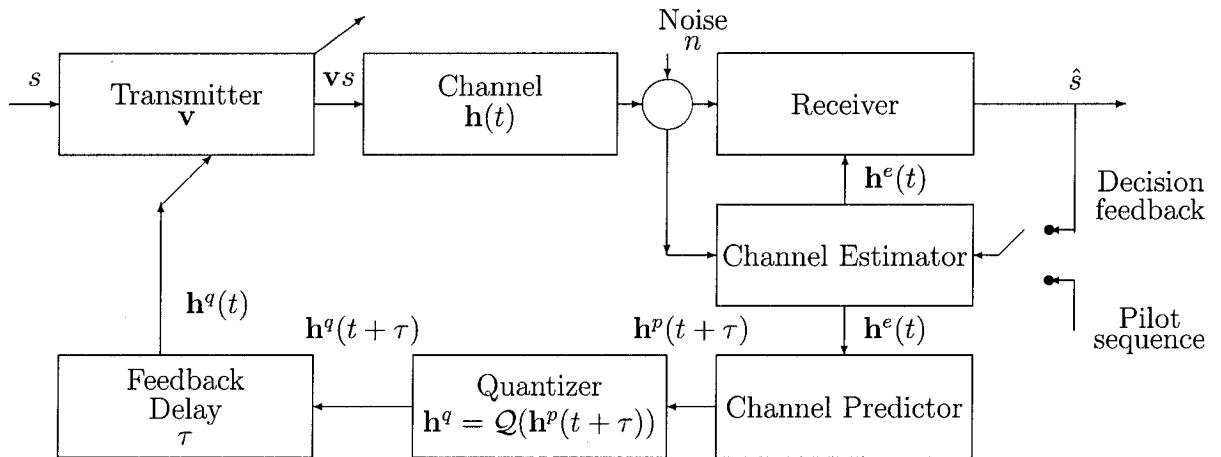 Noise
n
s
Transmitter
v
vs
Channel
h(t)
Receiver
ŝ
h^e(t)
Decision
feedback
Channel Estimator
h^q(t)
h^q(t + τ)
h^p(t + τ)
h^e(t)
Pilot
sequence
Feedback
Delay
τ
Quantizer
h^q = 𝒬(h^p(t + τ))
Channel Predictor